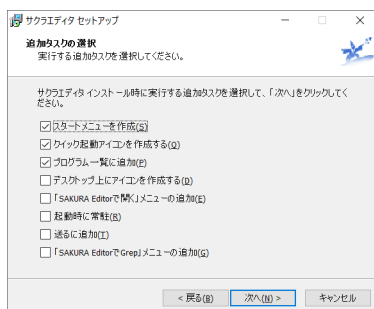 サクラエディタ セットアップ
追加タスクの選択
実行する追加タスクを選択してください。
サクラエディタ インストール時に実行する追加タスクを選択して、「次へ」をクリックしてく
ださい。
スタートメニューを作成(S)
クイック起動アイコンを作成する(Q)
プログラム一覧に追加(P)
デスクトップ上にアイコンを作成する(D)
「SAKURA Editorで開く」メニューの追加(E)
起動時に常駐(R)
送るに追加(T)
「SAKURA EditorでGrep」メニューの追加(G)
< 戻る(B) 次へ(N) > キャンセル